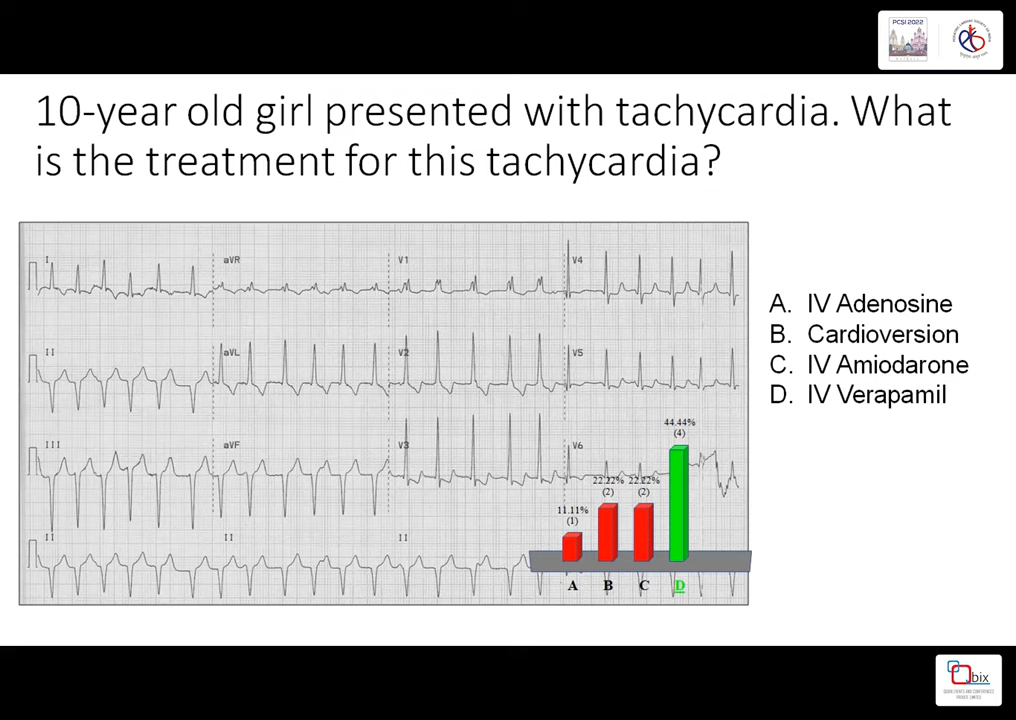 PCSI 2022
10-year old girl presented with tachycardia. What
is the treatment for this tachycardia?
I aVR V1 V4
II aVL V2 V5
III aVF V3 V6
II II II
A. IV Adenosine
B. Cardioversion
C. IV Amiodarone
D. IV Verapamil
44.44%
(4)
22.22% 22.22%
(2) (2)
11.11%
(1)
A B C D
bix